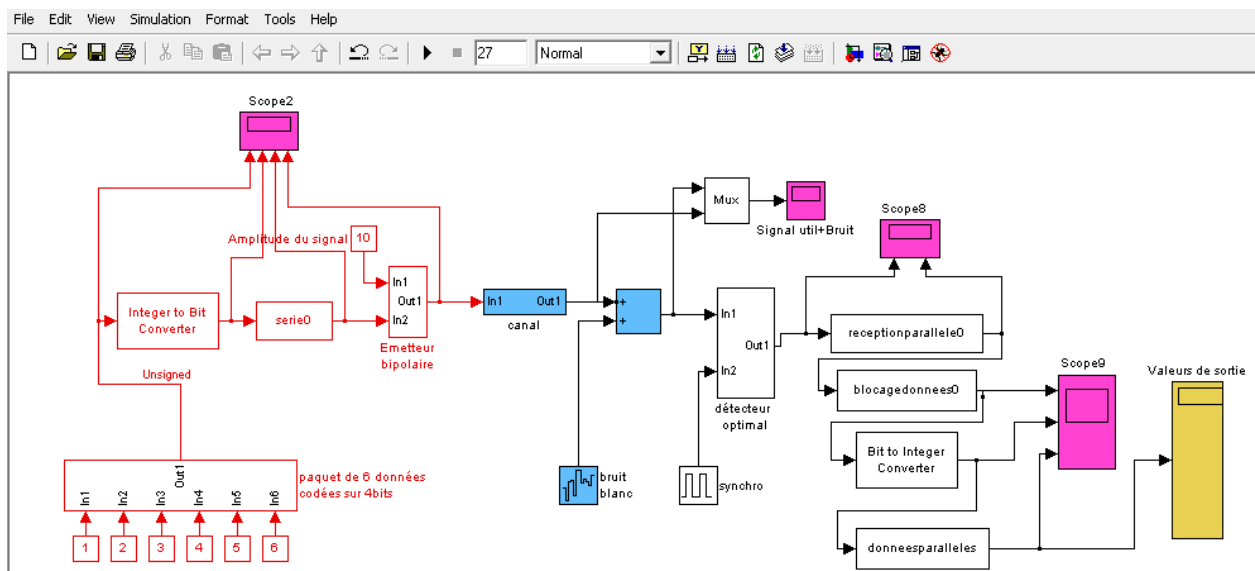 File Edit View Simulation Format Tools Help
27 Normal
Scope2
Amplitude du signal 10
Mux
Signal util+Bruit
Scope8
In1
Out1
In2
Emetteur
bipolaire
Integer to Bit
Converter
serie0
In1 Out1
canal
+
+
In1
Out1
In2
détecteur
optimal
receptionparallele0
blocagedonnees0
Scope9
Valeurs de sortie
Bit to Integer
Converter
donneesparalleles
Unsigned
Out1
In1 In2 In3 In4 In5 In6
paquet de 6 données
codées sur 4bits
1 2 3 4 5 6
bruit
blanc
synchro